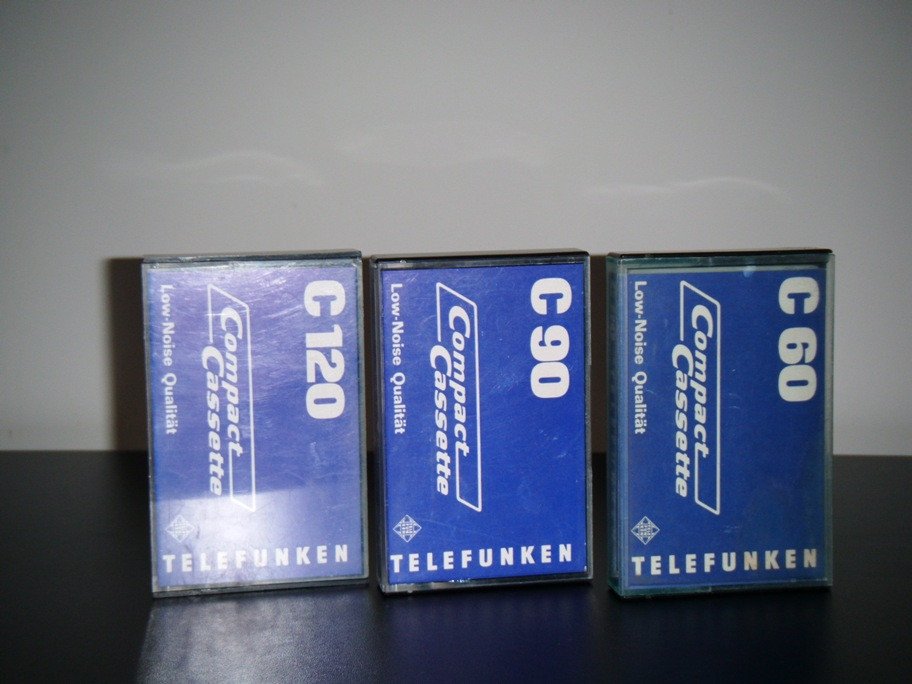 C 120
Compact
Cassette
Low-Noise Qualität
TELEFUNKEN
C 90
Compact
Cassette
Low-Noise Qualität
TELEFUNKEN
C 60
Compact
Cassette
Low-Noise Qualität
TELEFUNKEN